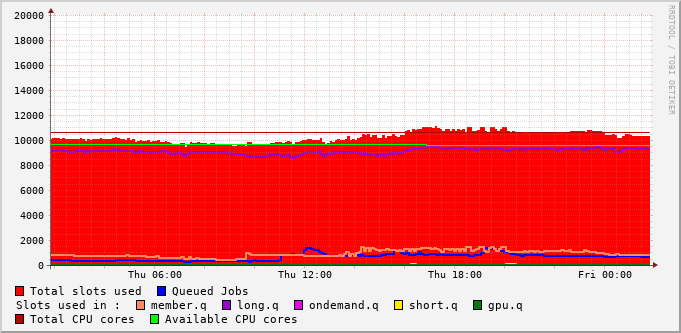 RRDTOOL / TOBI OETIKER
20000
18000
16000
14000
12000
10000
8000
6000
4000
2000
0
Thu 06:00 Thu 12:00 Thu 18:00 Fri 00:00
Total slots used Queued Jobs
Slots used in : member.q long.q ondemand.q short.q gpu.q
Total CPU cores Available CPU cores